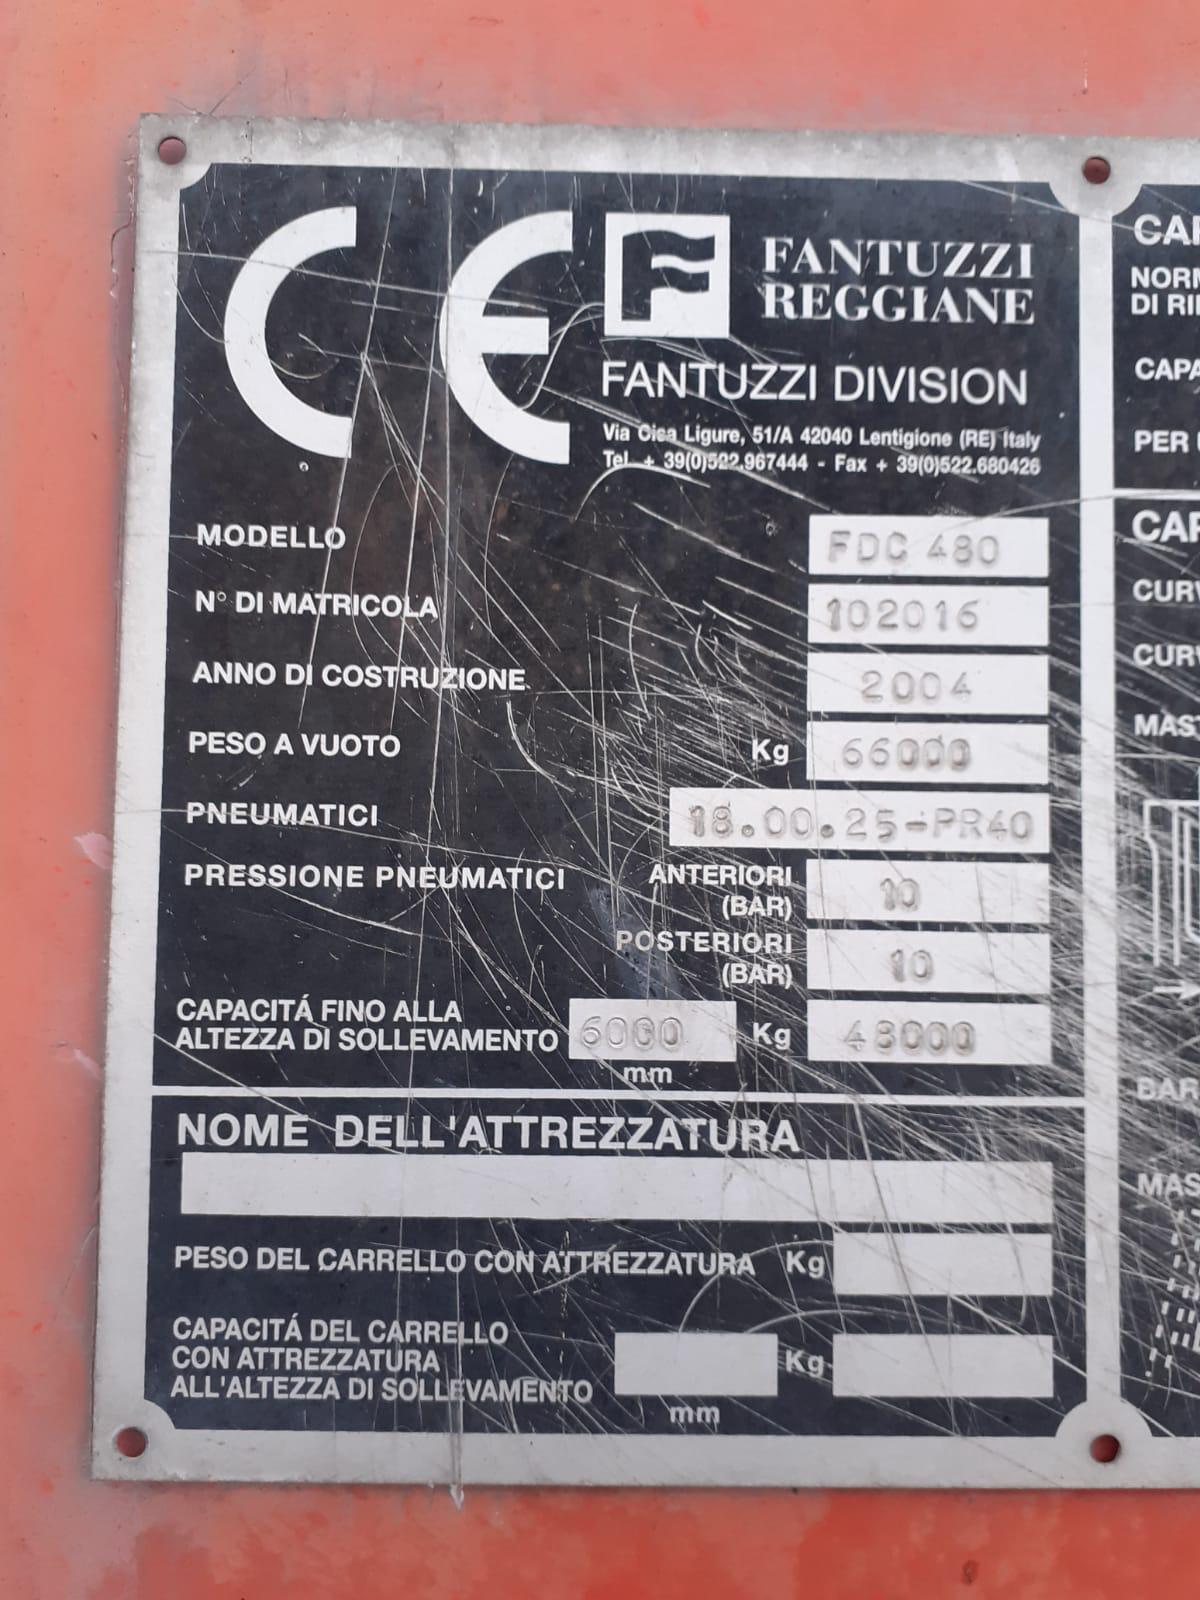 CE
FANTUZZI
REGGIANE
FANTUZZI DIVISION
Via Cisa Ligure, 51/A 42040 Lentigione (RE) Italy
Tel. + 39(0)522.967444 - Fax + 39(0)522.680426
MODELLO FDC 480
N° DI MATRICOLA 102016
ANNO DI COSTRUZIONE 2004
PESO A VUOTO Kg 66000
PNEUMATICI 18.00.25-PR40
PRESSIONE PNEUMATICI ANTERIORI 10
(BAR)
POSTERIORI 10
(BAR)
CAPACITÁ FINO ALLA
ALTEZZA DI SOLLEVAMENTO 6000 Kg 48000
mm
NOME DELL'ATTREZZATURA
PESO DEL CARRELLO CON ATTREZZATURA Kg
CAPACITÁ DEL CARRELLO
CON ATTREZZATURA Kg
ALL'ALTEZZA DI SOLLEVAMENTO
mm
DI
PER